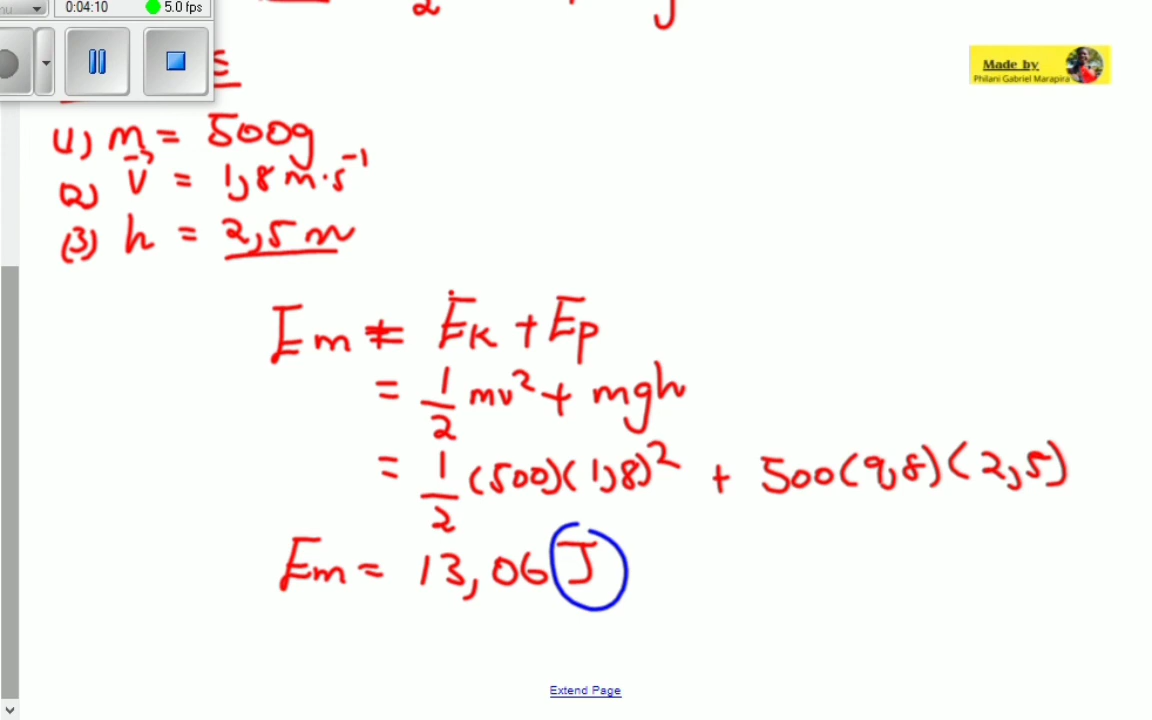 0:04:10 5.0 fps
Made by
Philani Gabriel Marapira
(1) m = 500g
(2) v⃗ = 1,8 m·s⁻¹
(3) h = 2,5 m
Em = Ek + Ep
= 1/2 mv² + mgh
= 1/2 (500)(1,8)² + 500(9,8)(2,5)
Em = 13,06 J
Extend Page